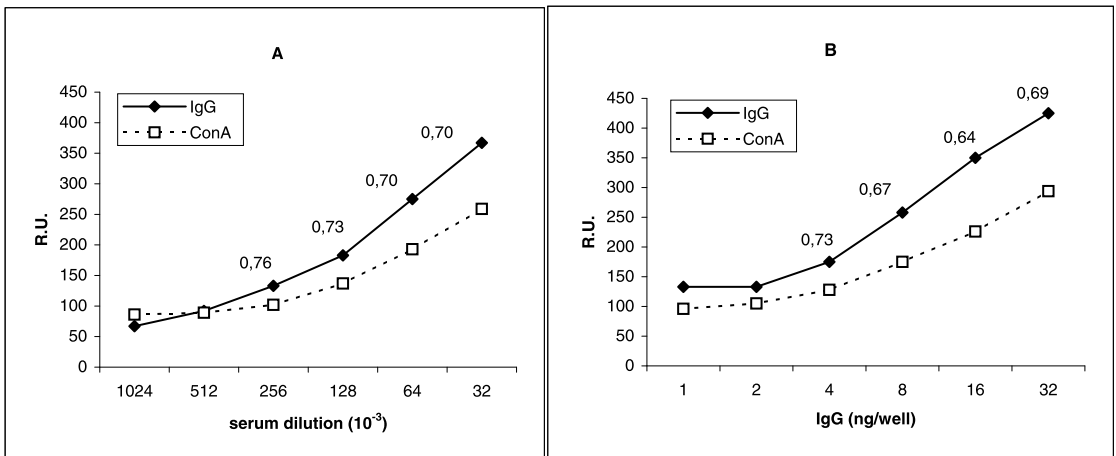 A
450
400
350
300
250
200
150
100
50
0
R.U.
IgG
ConA
0,76
0,73
0,70
0,70
1024 512 256 128 64 32
serum dilution (10⁻³)
B
450
400
350
300
250
200
150
100
50
0
R.U.
IgG
ConA
0,73
0,67
0,64
0,69
1 2 4 8 16 32
IgG (ng/well)